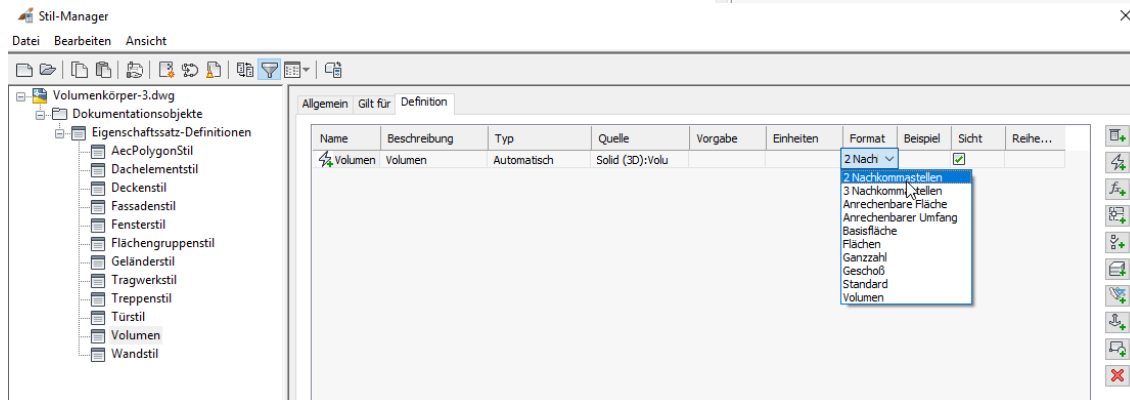 Stil-Manager
Datei Bearbeiten Ansicht
Volumenkörper-3.dwg
Dokumentationsobjekte
Eigenschaftssatz-Definitionen
AecPolygonStil
Dachelementstil
Deckenstil
Fassadenstil
Fensterstil
Flächengruppenstil
Geländerstil
Tragwerkstil
Treppenstil
Türstil
Volumen
Wandstil
Allgemein Gilt für Definition
Name Beschreibung Typ Quelle Vorgabe Einheiten Format Beispiel Sicht Reihe...
Volumen Volumen Automatisch Solid (3D):Volu 2 Nach
2 Nachkommastellen
3 Nachkommastellen
Anrechenbare Fläche
Anrechenbarer Umfang
Basisfläche
Flächen
Ganzzahl
Geschoß
Standard
Volumen